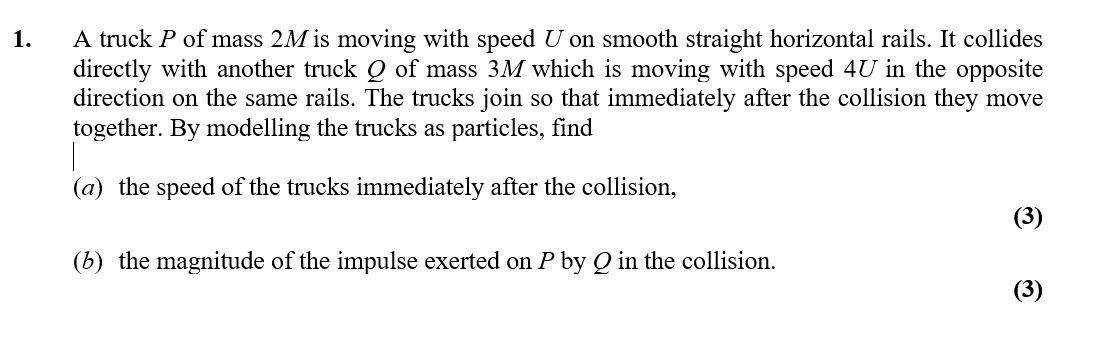 1. A truck P of mass 2M is moving with speed U on smooth straight horizontal rails. It collides
directly with another truck Q of mass 3M which is moving with speed 4U in the opposite
direction on the same rails. The trucks join so that immediately after the collision they move
together. By modelling the trucks as particles, find
(a) the speed of the trucks immediately after the collision,
(3)
(b) the magnitude of the impulse exerted on P by Q in the collision.
(3)